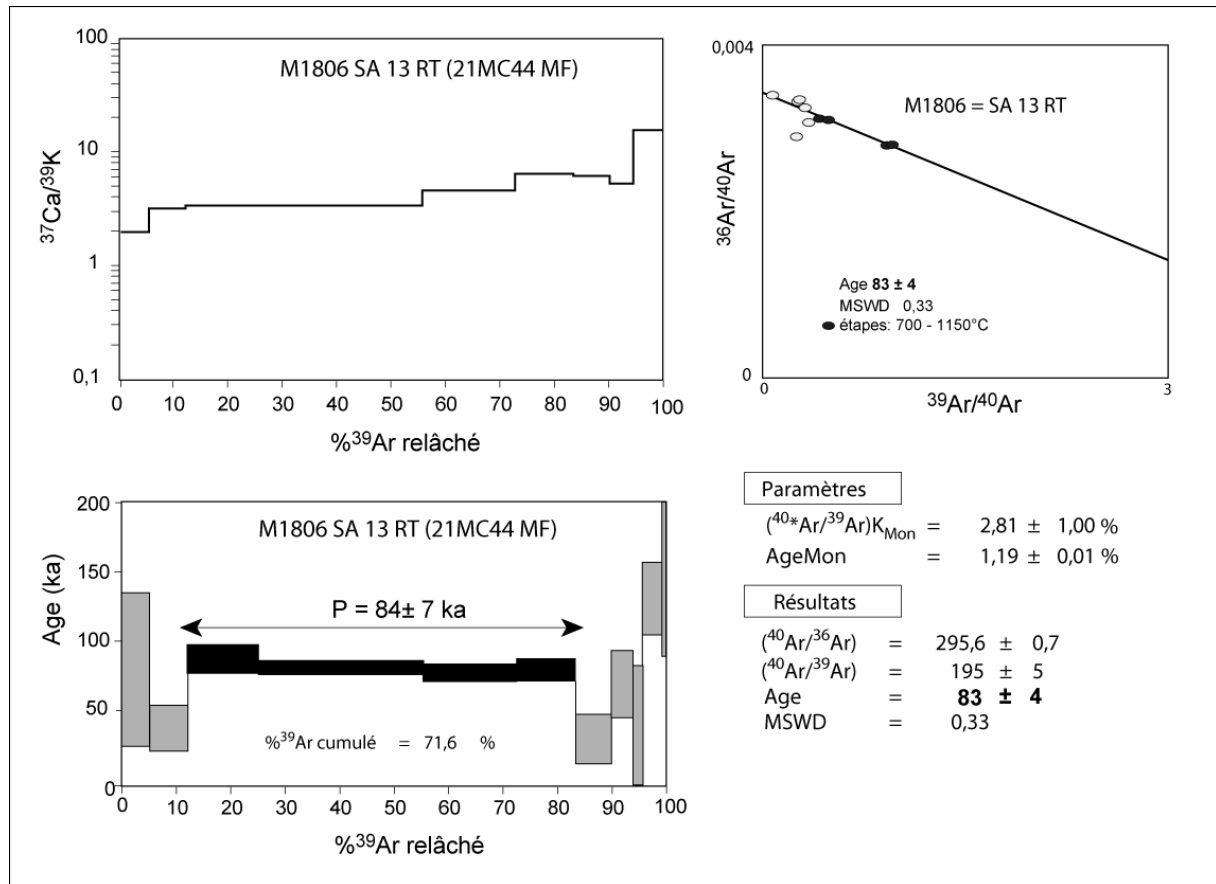 100
10
1
0,1
³⁷Ca/³⁹K
M1806 SA 13 RT (21MC44 MF)
0 10 20 30 40 50 60 70 80 90 100
%³⁹Ar relâché
0,004
0
³⁶Ar/⁴⁰Ar
M1806 = SA 13 RT
Age 83 ± 4
MSWD 0,33
étapes: 700 - 1150°C
0 3
³⁹Ar/⁴⁰Ar
200
150
100
50
0
Age (ka)
M1806 SA 13 RT (21MC44 MF)
P = 84± 7 ka
%³⁹Ar cumulé = 71,6 %
0 10 20 30 40 50 60 70 80 90 100
%³⁹Ar relâché
Paramètres
(⁴⁰*Ar/³⁹Ar)K Mon = 2,81 ± 1,00 %
AgeMon = 1,19 ± 0,01 %
Résultats
(⁴⁰Ar/³⁶Ar) = 295,6 ± 0,7
(⁴⁰Ar/³⁹Ar) = 195 ± 5
Age = 83 ± 4
MSWD = 0,33